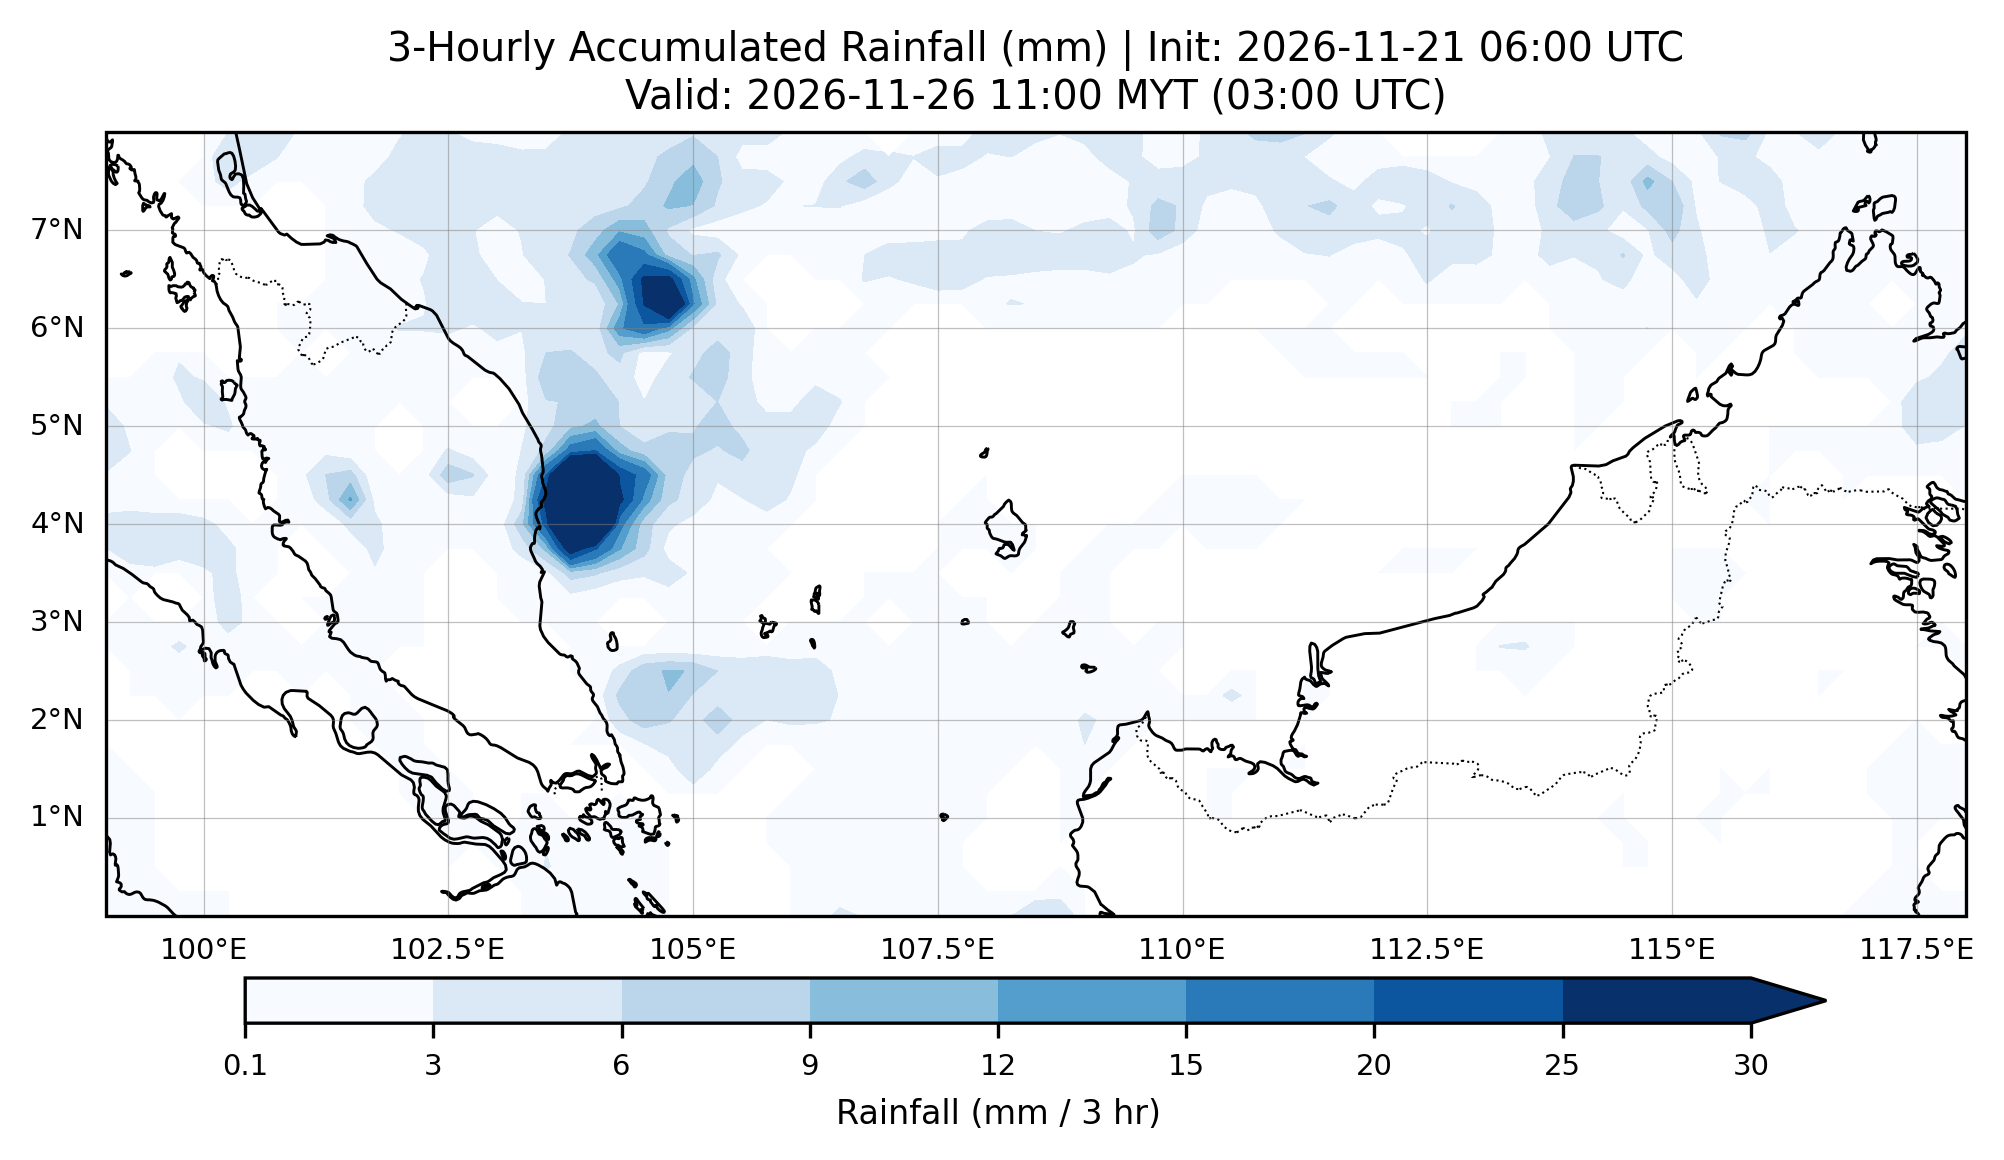 3-Hourly Accumulated Rainfall (mm) | Init: 2026-11-21 06:00 UTC
Valid: 2026-11-26 11:00 MYT (03:00 UTC)
7°N
6°N
5°N
4°N
3°N
2°N
1°N
100°E 102.5°E 105°E 107.5°E 110°E 112.5°E 115°E 117.5°E
0.1 3 6 9 12 15 20 25 30
Rainfall (mm / 3 hr)